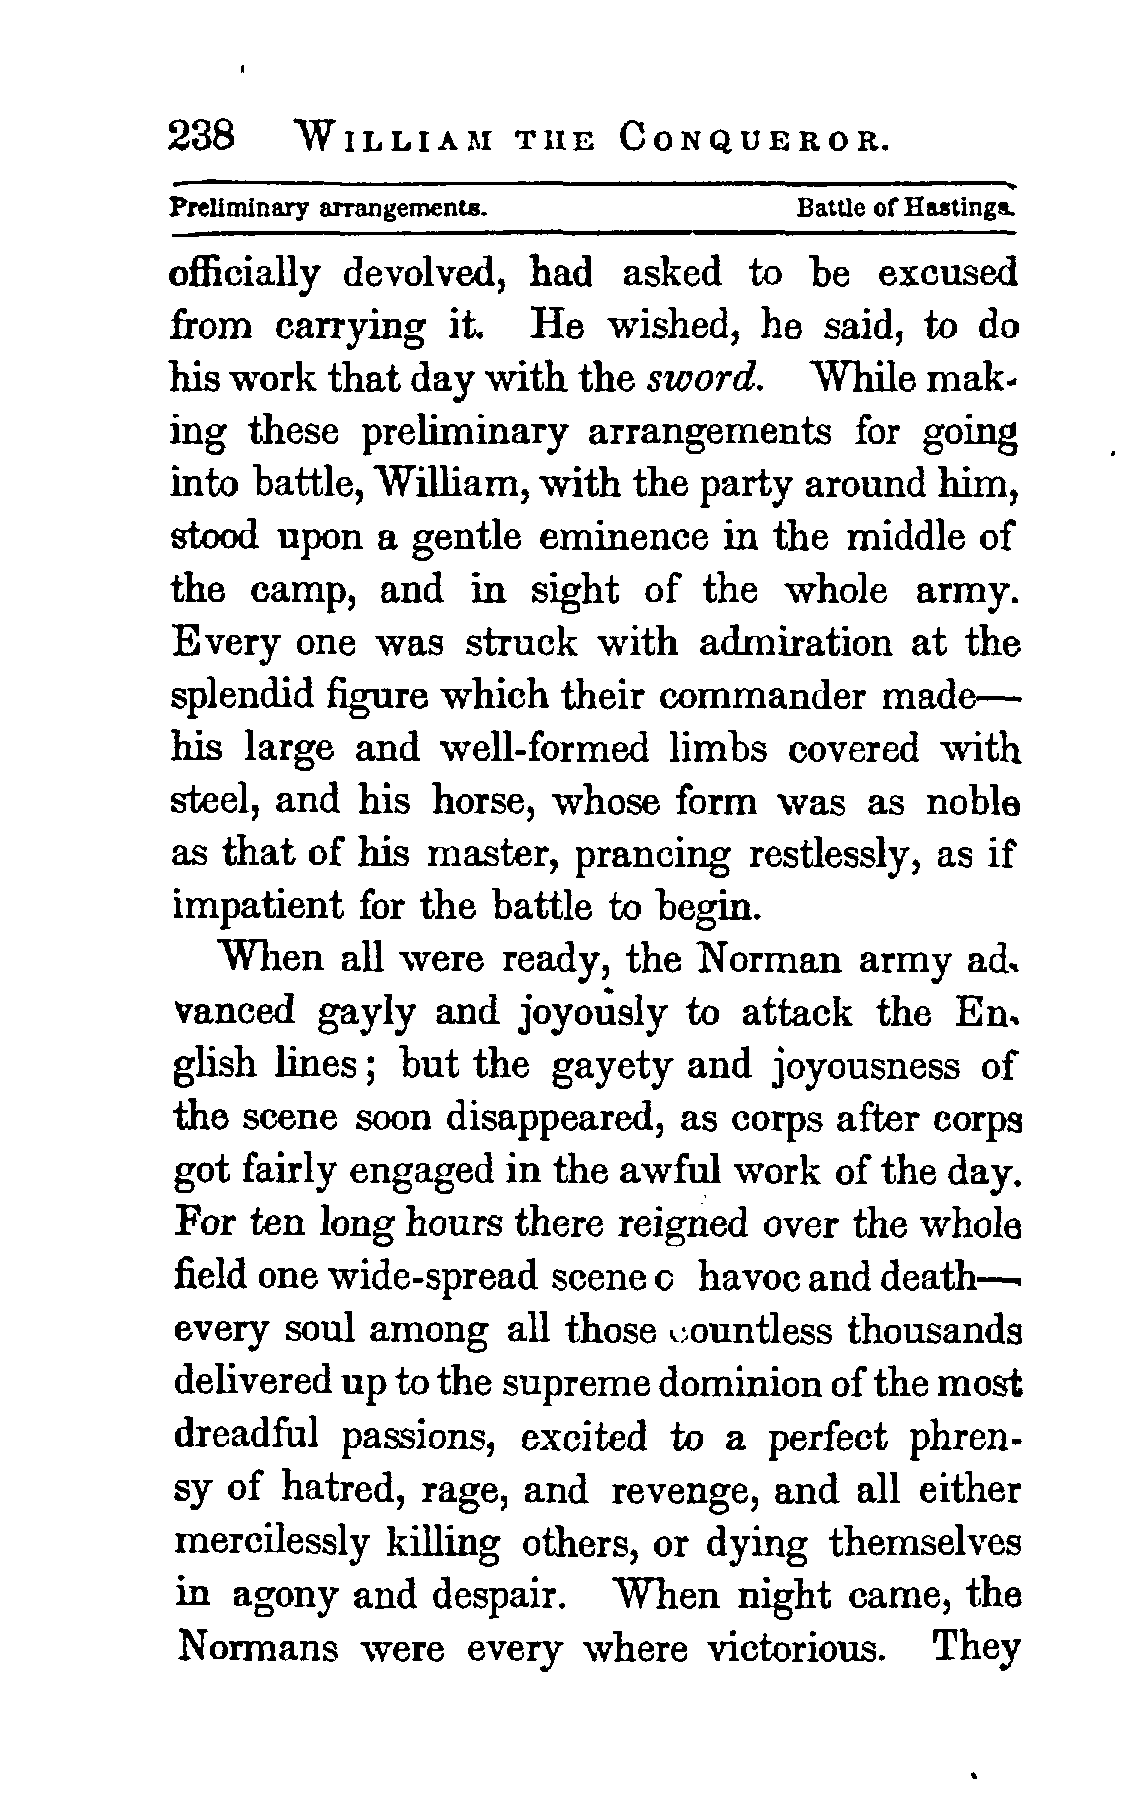 238 WILLIAM THE CONQUEROR.
Preliminary arrangements. Battle of Hastings.
officially devolved, had asked to be excused
from carrying it. He wished, he said, to do
his work that day with the sword. While mak-
ing these preliminary arrangements for going
into battle, William, with the party around him,
stood upon a gentle eminence in the middle of
the camp, and in sight of the whole army.
Every one was struck with admiration at the
splendid figure which their commander made—
his large and well-formed limbs covered with
steel, and his horse, whose form was as noble
as that of his master, prancing restlessly, as if
impatient for the battle to begin.
When all were ready, the Norman army ad-
vanced gayly and joyously to attack the En-
glish lines; but the gayety and joyousness of
the scene soon disappeared, as corps after corps
got fairly engaged in the awful work of the day.
For ten long hours there reigned over the whole
field one wide-spread scene o havoc and death—
every soul among all those countless thousands
delivered up to the supreme dominion of the most
dreadful passions, excited to a perfect phren-
sy of hatred, rage, and revenge, and all either
mercilessly killing others, or dying themselves
in agony and despair. When night came, the
Normans were every where victorious. They